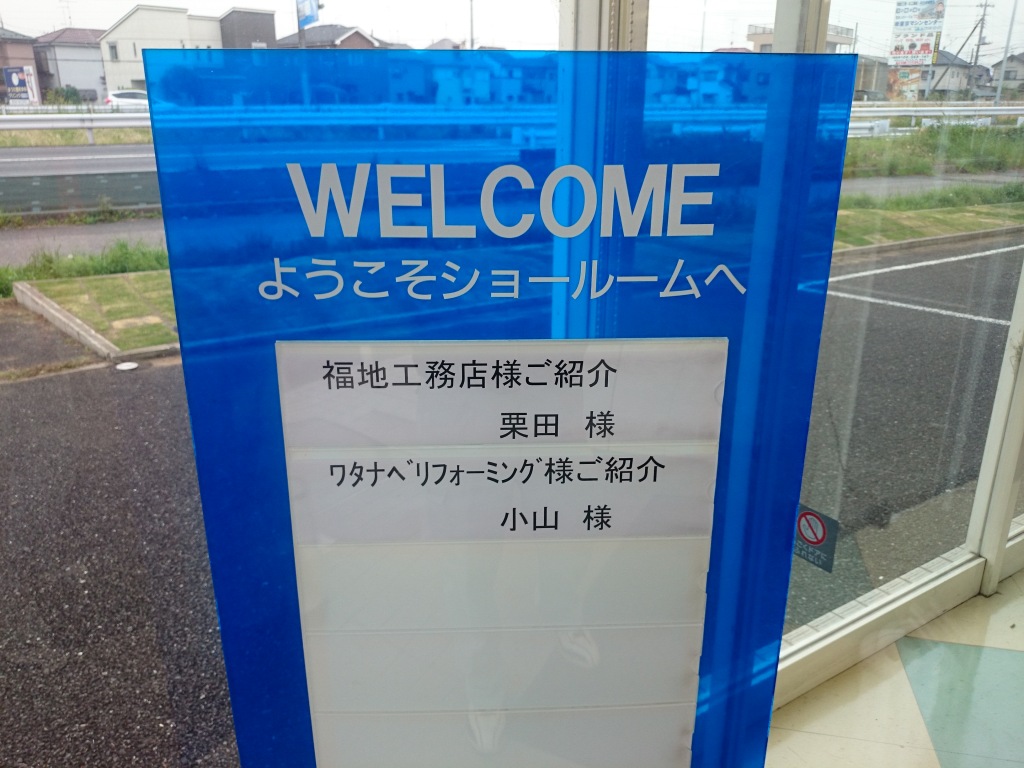 WELCOME
ようこそショールームへ
福地工務店様ご紹介
栗田 様
ワタナベリフォーミング様ご紹介
小山 様